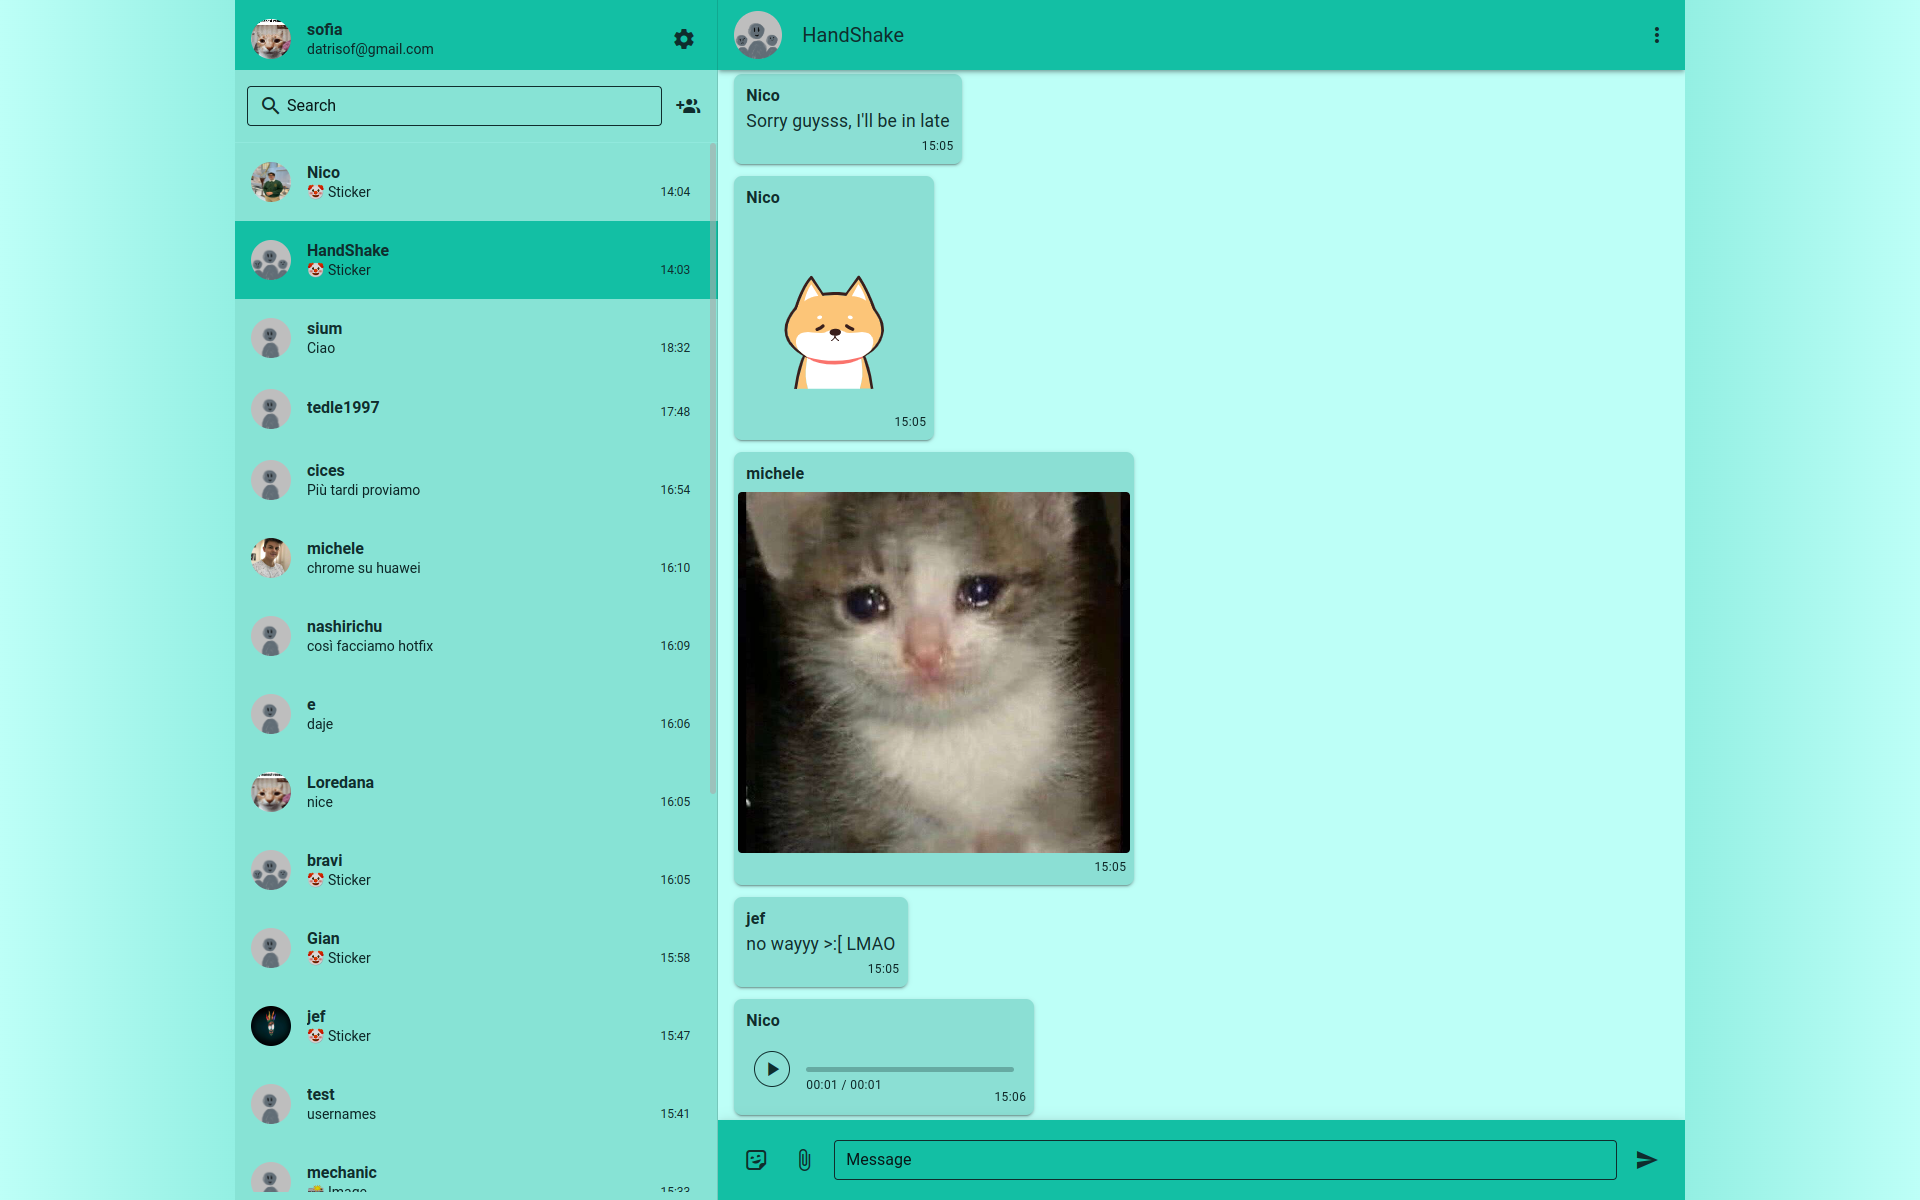 sofia
datrisof@gmail.com
Search
Nico
🤡 Sticker
14:04
HandShake
🤡 Sticker
14:03
sium
Ciao
18:32
tedle1997
17:48
cices
Più tardi proviamo
16:54
michele
chrome su huawei
16:10
nashirichu
così facciamo hotfix
16:09
e
daje
16:06
Loredana
nice
16:05
bravi
🤡 Sticker
16:05
Gian
🤡 Sticker
15:58
jef
🤡 Sticker
15:47
test
usernames
15:41
mechanic
Image
15:33
HandShake
Nico
Sorry guysss, I'll be in late
15:05
Nico
15:05
michele
15:05
jef
no wayyy >:[ LMAO
15:05
Nico
00:01 / 00:01
15:06
Message